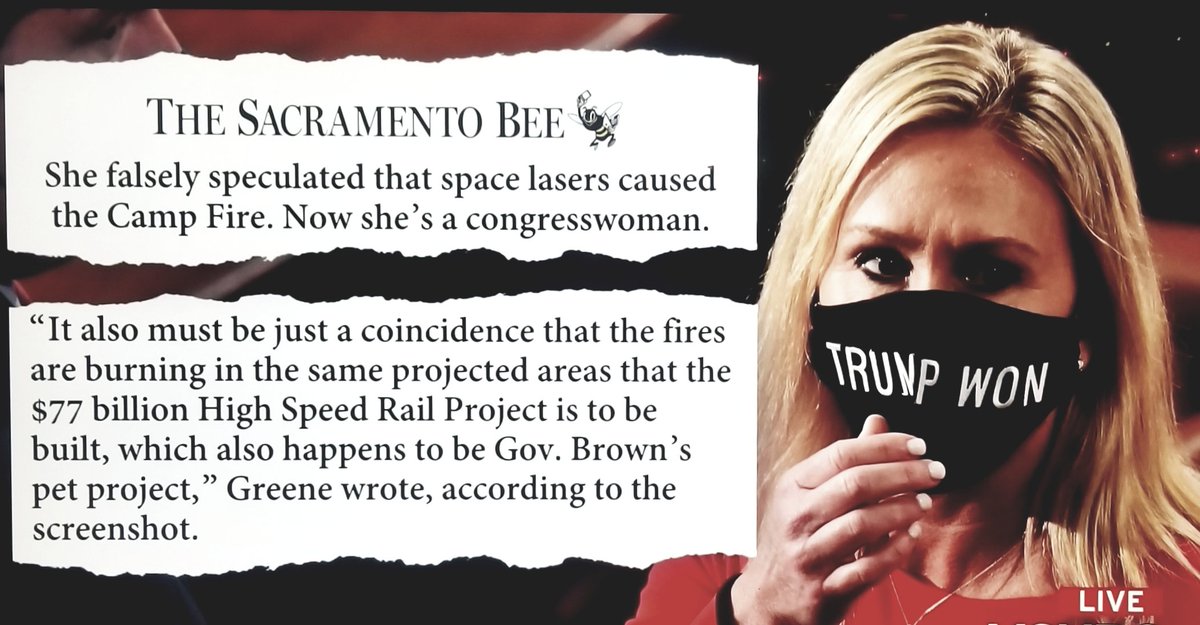 THE SACRAMENTO BEE
She falsely speculated that space lasers caused
the Camp Fire. Now she’s a congresswoman.
“It also must be just a coincidence that the fires
are burning in the same projected areas that the
$77 billion High Speed Rail Project is to be
built, which also happens to be Gov. Brown’s
pet project,” Greene wrote, according to the
screenshot.
TRUMP WON
LIVE